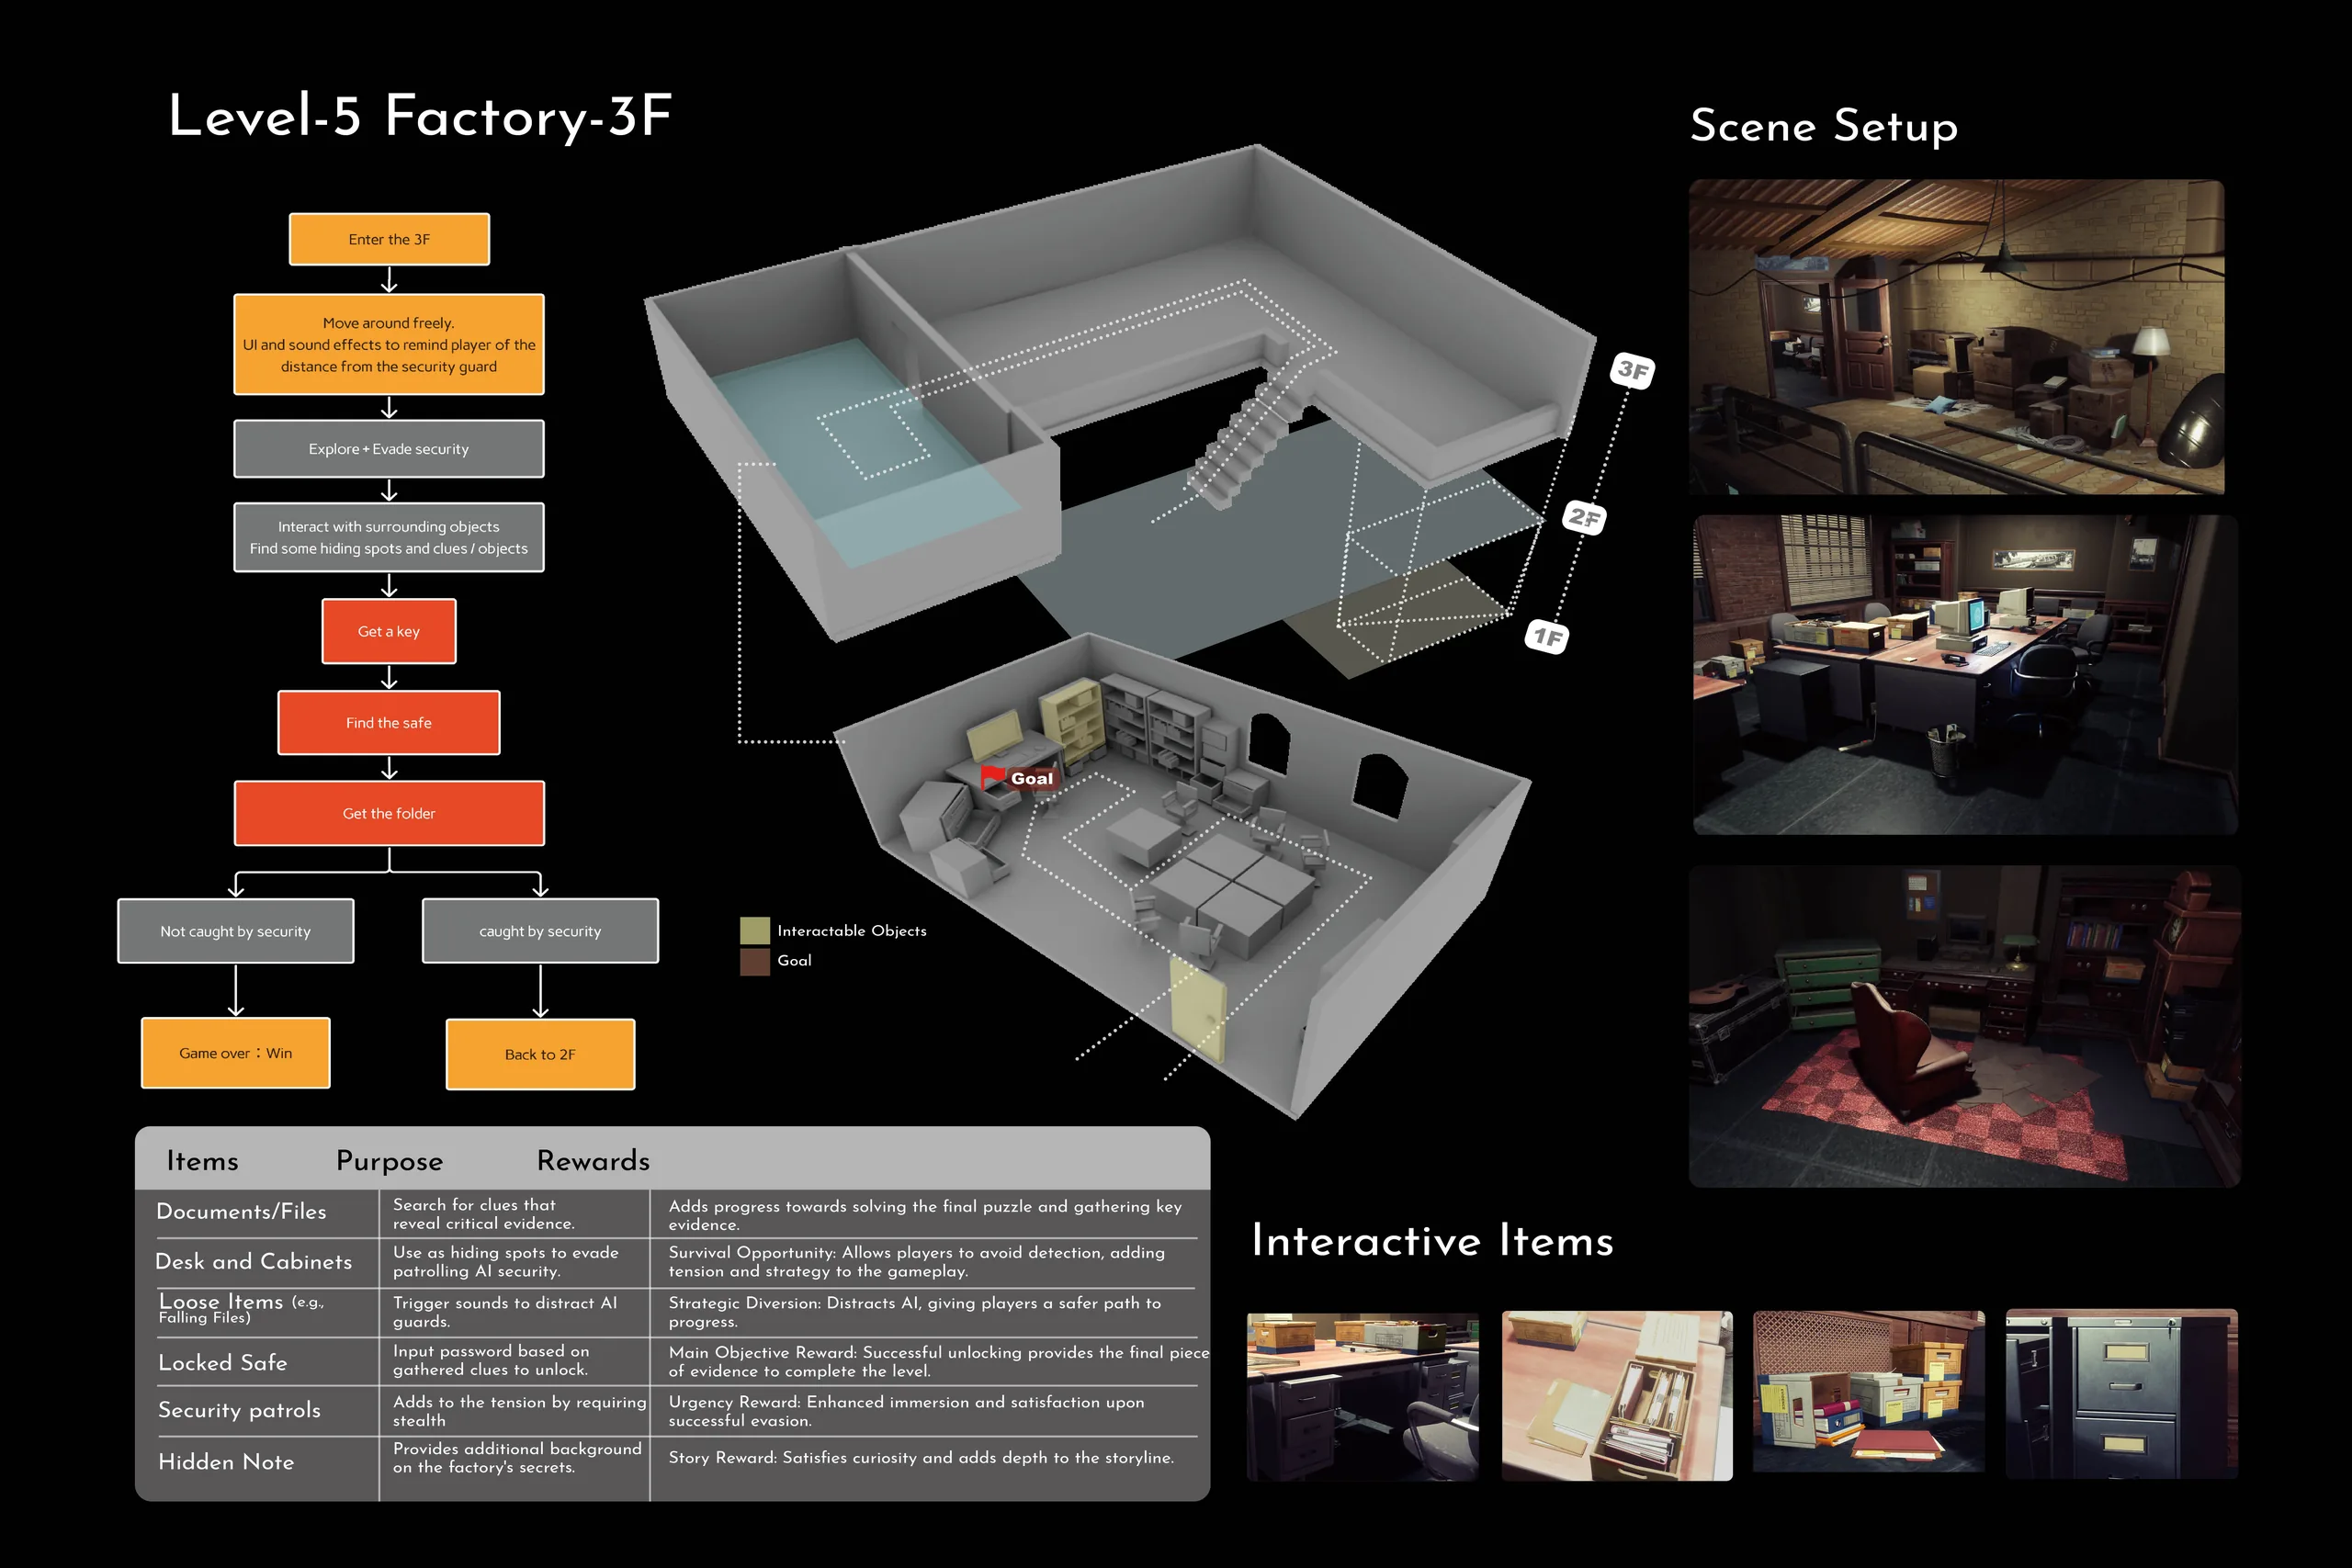 Level-5 Factory-3F
Enter the 3F
Move around freely.
UI and sound effects to remind player of the
distance from the security guard
Explore + Evade security
Interact with surrounding objects
Find some hiding spots and clues / objects
Get a key
Find the safe
Get the folder
Not caught by security
caught by security
Game over：Win
Back to 2F
3F
2F
1F
Goal
Interactable Objects
Goal
Scene Setup
Items Purpose Rewards
Documents/Files
Search for clues that
reveal critical evidence.
Adds progress towards solving the final puzzle and gathering key
evidence.
Desk and Cabinets
Use as hiding spots to evade
patrolling AI security.
Survival Opportunity: Allows players to avoid detection, adding
tension and strategy to the gameplay.
Loose Items (e.g.,
Falling Files)
Trigger sounds to distract AI
guards.
Strategic Diversion: Distracts AI, giving players a safer path to
progress.
Locked Safe
Input password based on
gathered clues to unlock.
Main Objective Reward: Successful unlocking provides the final piece
of evidence to complete the level.
Security patrols
Adds to the tension by requiring
stealth
Urgency Reward: Enhanced immersion and satisfaction upon
successful evasion.
Hidden Note
Provides additional background
on the factory's secrets.
Story Reward: Satisfies curiosity and adds depth to the storyline.
Interactive Items